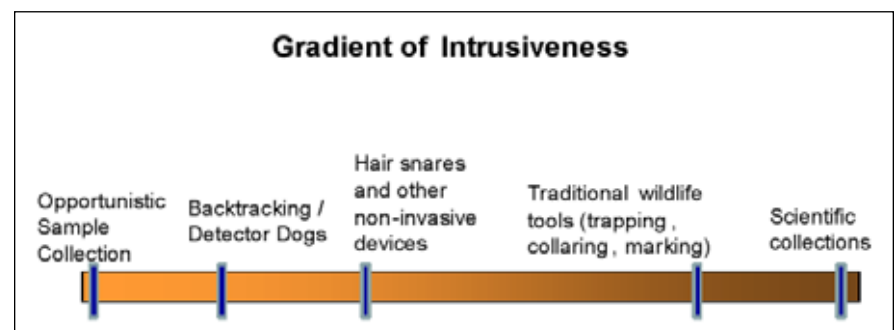 Gradient of Intrusiveness
Opportunistic
Sample
Collection
Backtracking /
Detector Dogs
Hair snares
and other
non-invasive
devices
Traditional wildlife
tools (trapping ,
collaring , marking)
Scientific
collections